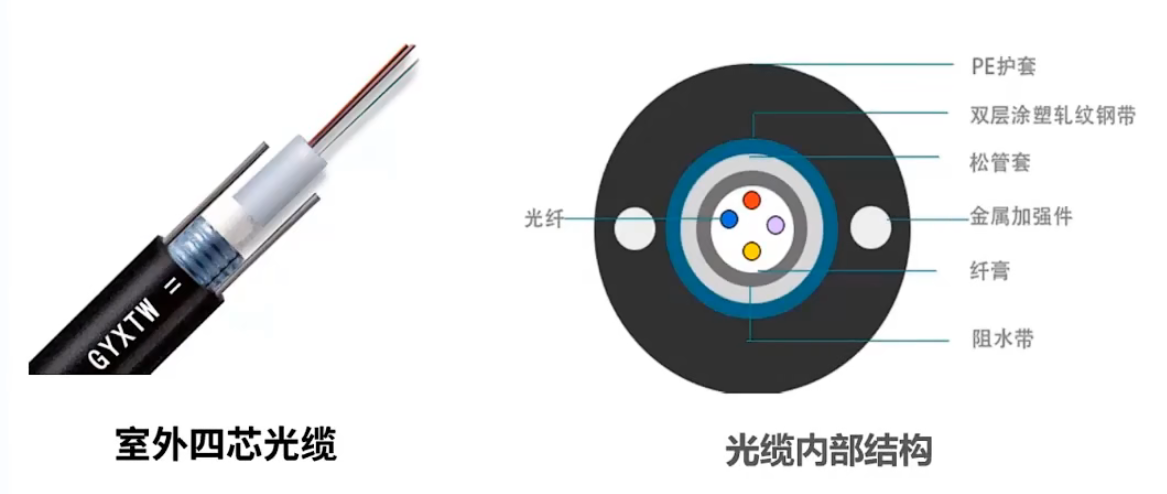 PE护套
双层涂塑轧纹钢带
松管套
光纤
金属加强件
纤膏
阻水带
GYXTW =
室外四芯光缆
光缆内部结构